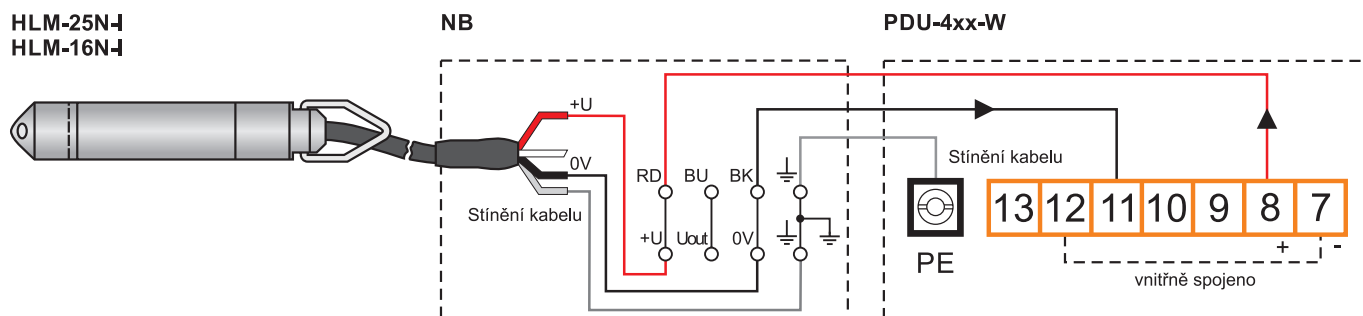 HLM-25N-I
HLM-16N-I
NB
PDU-4xx-W
+U
0V
Stínění kabelu
RD BU BK
+U Uout 0V
Stínění kabelu
PE
13 12 11 10 9 8 7
+ -
vnitřně spojeno